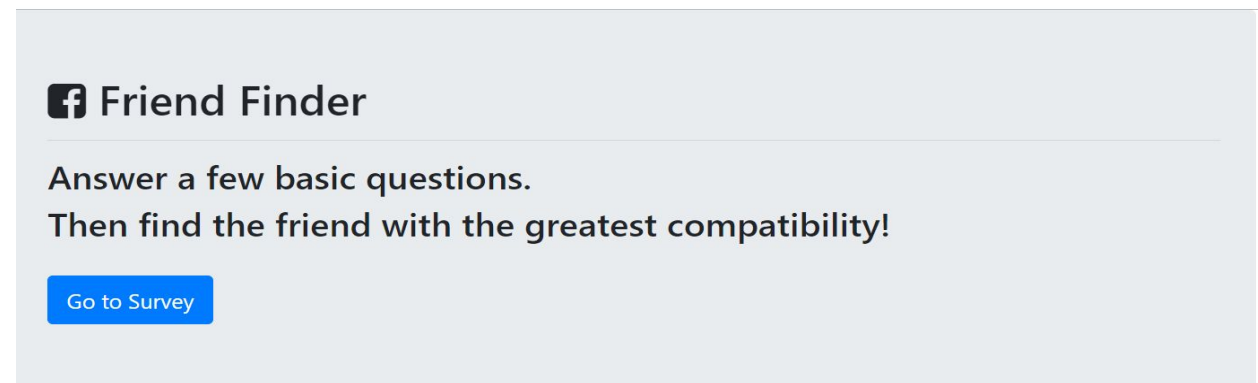 Friend Finder
Answer a few basic questions.
Then find the friend with the greatest compatibility!
Go to Survey